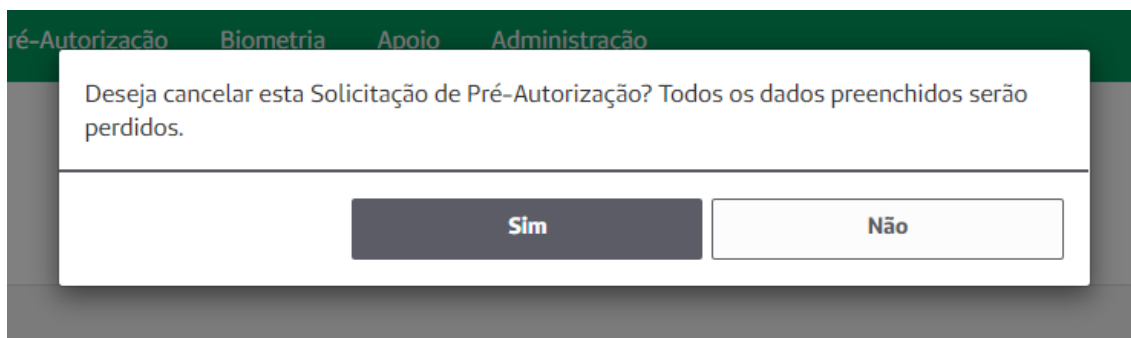 ré-Autorização Biometria Apoio Administração
Deseja cancelar esta Solicitação de Pré-Autorização? Todos os dados preenchidos serão
perdidos.
Sim Não